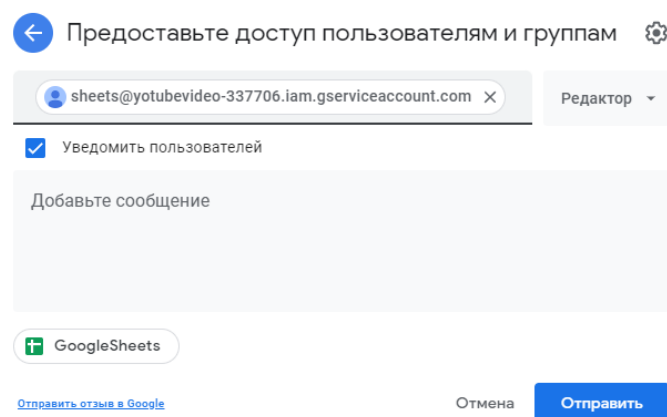 Предоставьте доступ пользователям и группам
sheets@yotubevideo-337706.iam.gserviceaccount.com
Редактор
Уведомить пользователей
Добавьте сообщение
GoogleSheets
Отправить отзыв в Google
Отмена
Отправить